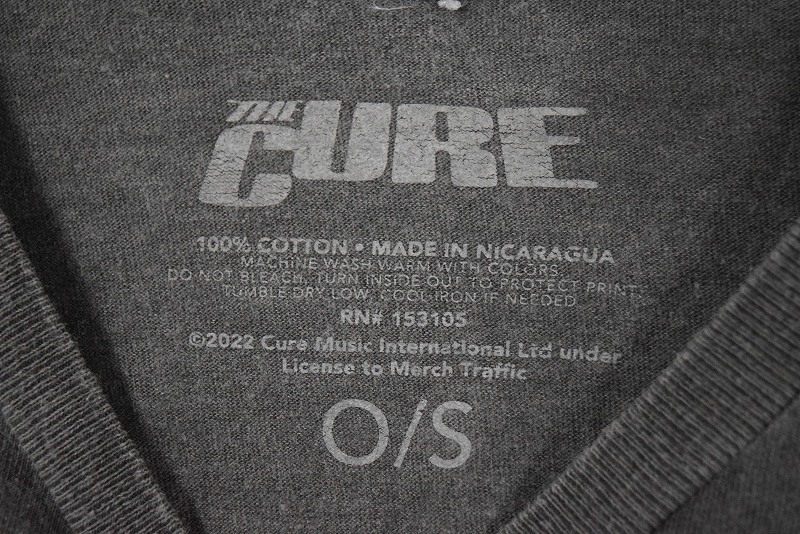 THE CURE
100% COTTON • MADE IN NICARAGUA
MACHINE WASH WARM WITH COLORS
DO NOT BLEACH, TURN INSIDE OUT TO PROTECT PRINT
TUMBLE DRY LOW, COOL IRON IF NEEDED
RN# 153105
©2022 Cure Music International Ltd under
License to Merch Traffic
O/S